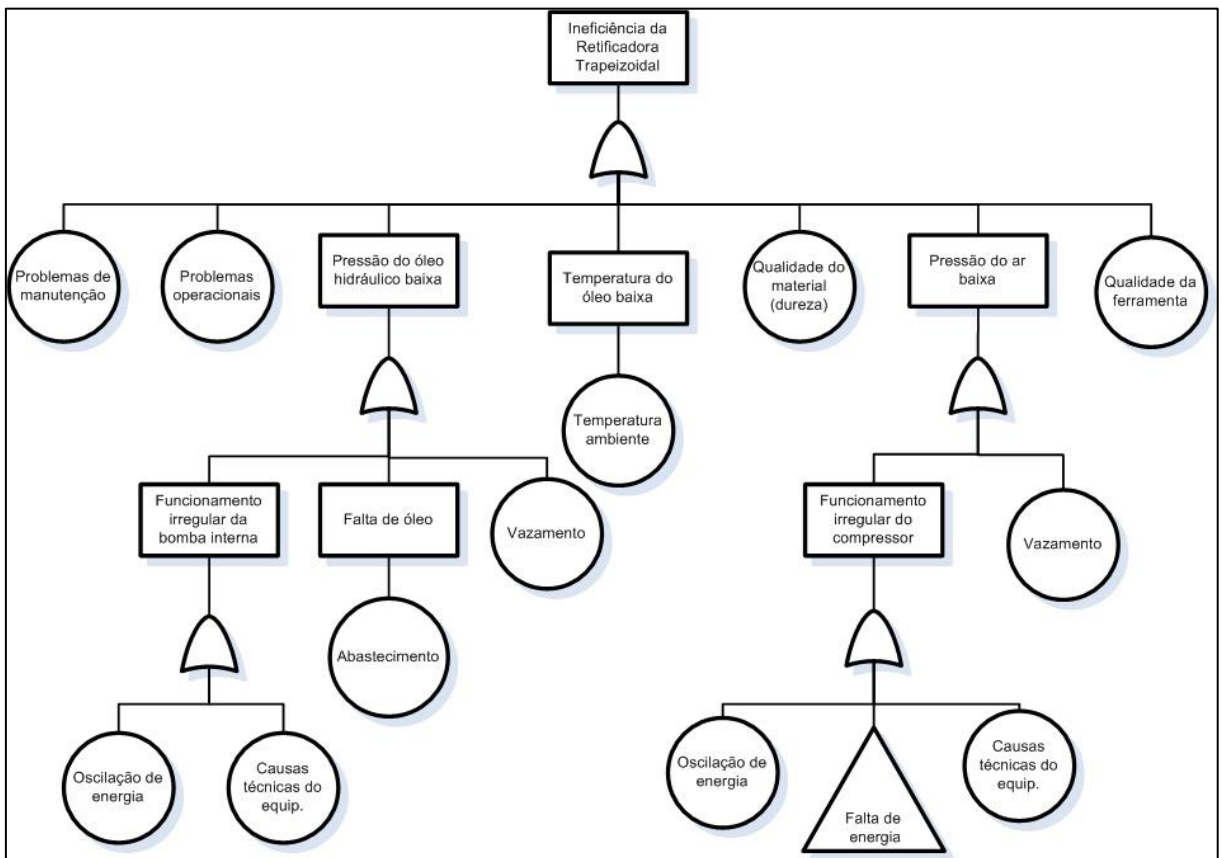 Ineficiência da
Retificadora
Trapeizoidal
Problemas de
manutenção
Problemas
operacionais
Pressão do óleo
hidráulico baixa
Temperatura do
óleo baixa
Qualidade do
material
(dureza)
Pressão do ar
baixa
Qualidade da
ferramenta
Temperatura
ambiente
Funcionamento
irregular da
bomba interna
Falta de óleo
Vazamento
Funcionamento
irregular do
compressor
Vazamento
Abastecimento
Oscilação de
energia
Causas
técnicas do
equip.
Oscilação de
energia
Falta de
energia
Causas
técnicas do
equip.